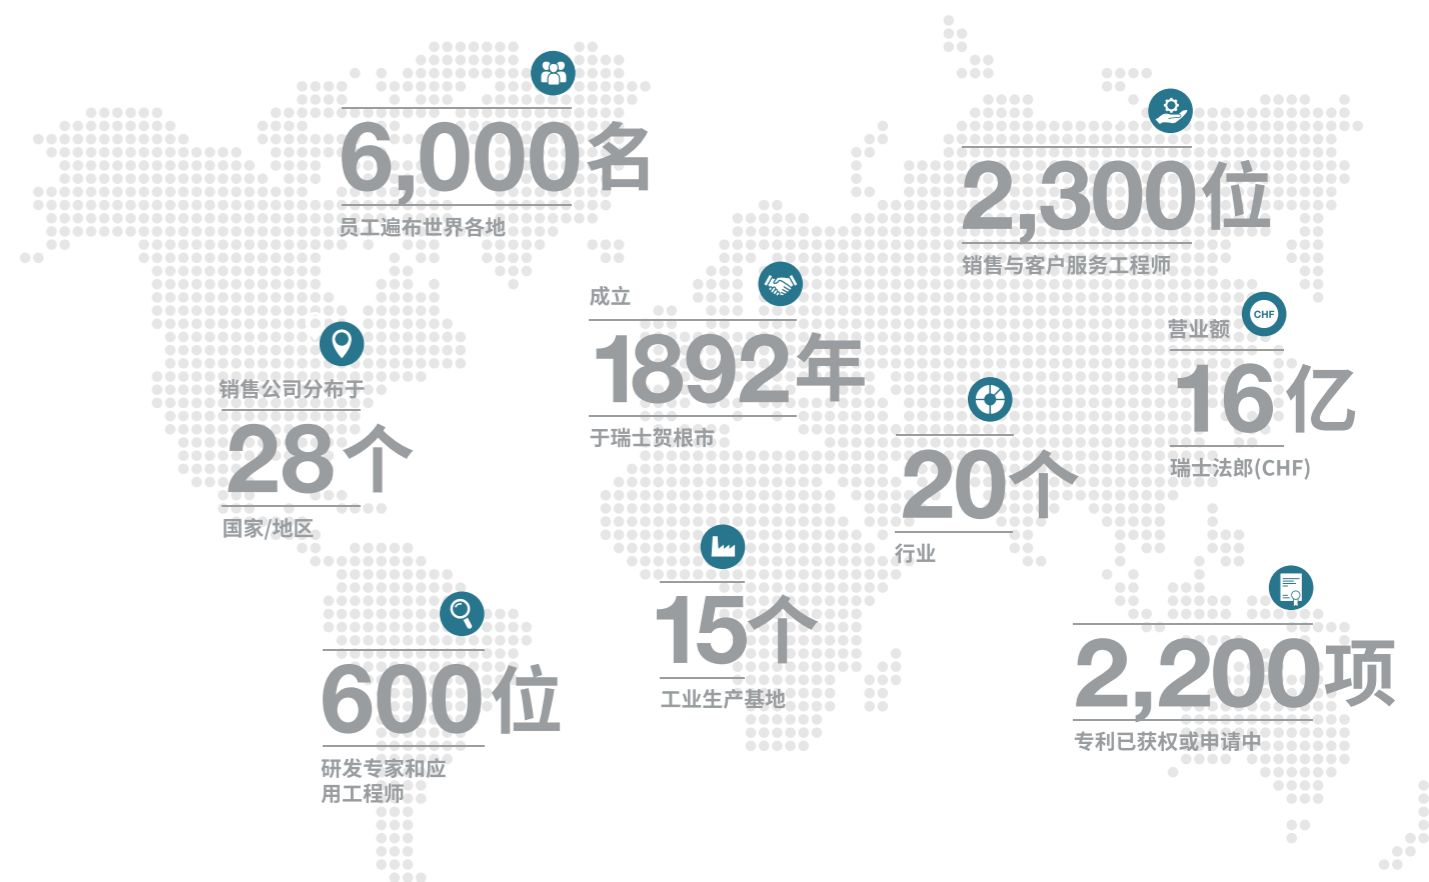 6,000名
员工遍布世界各地
2,300位
销售与客户服务工程师
成立
1892年
于瑞士贺根市
CHF
营业额
16亿
瑞士法郎(CHF)
销售公司分布于
28个
国家/地区
20个
行业
15个
工业生产基地
600位
研发专家和应
用工程师
2,200项
专利已获权或申请中